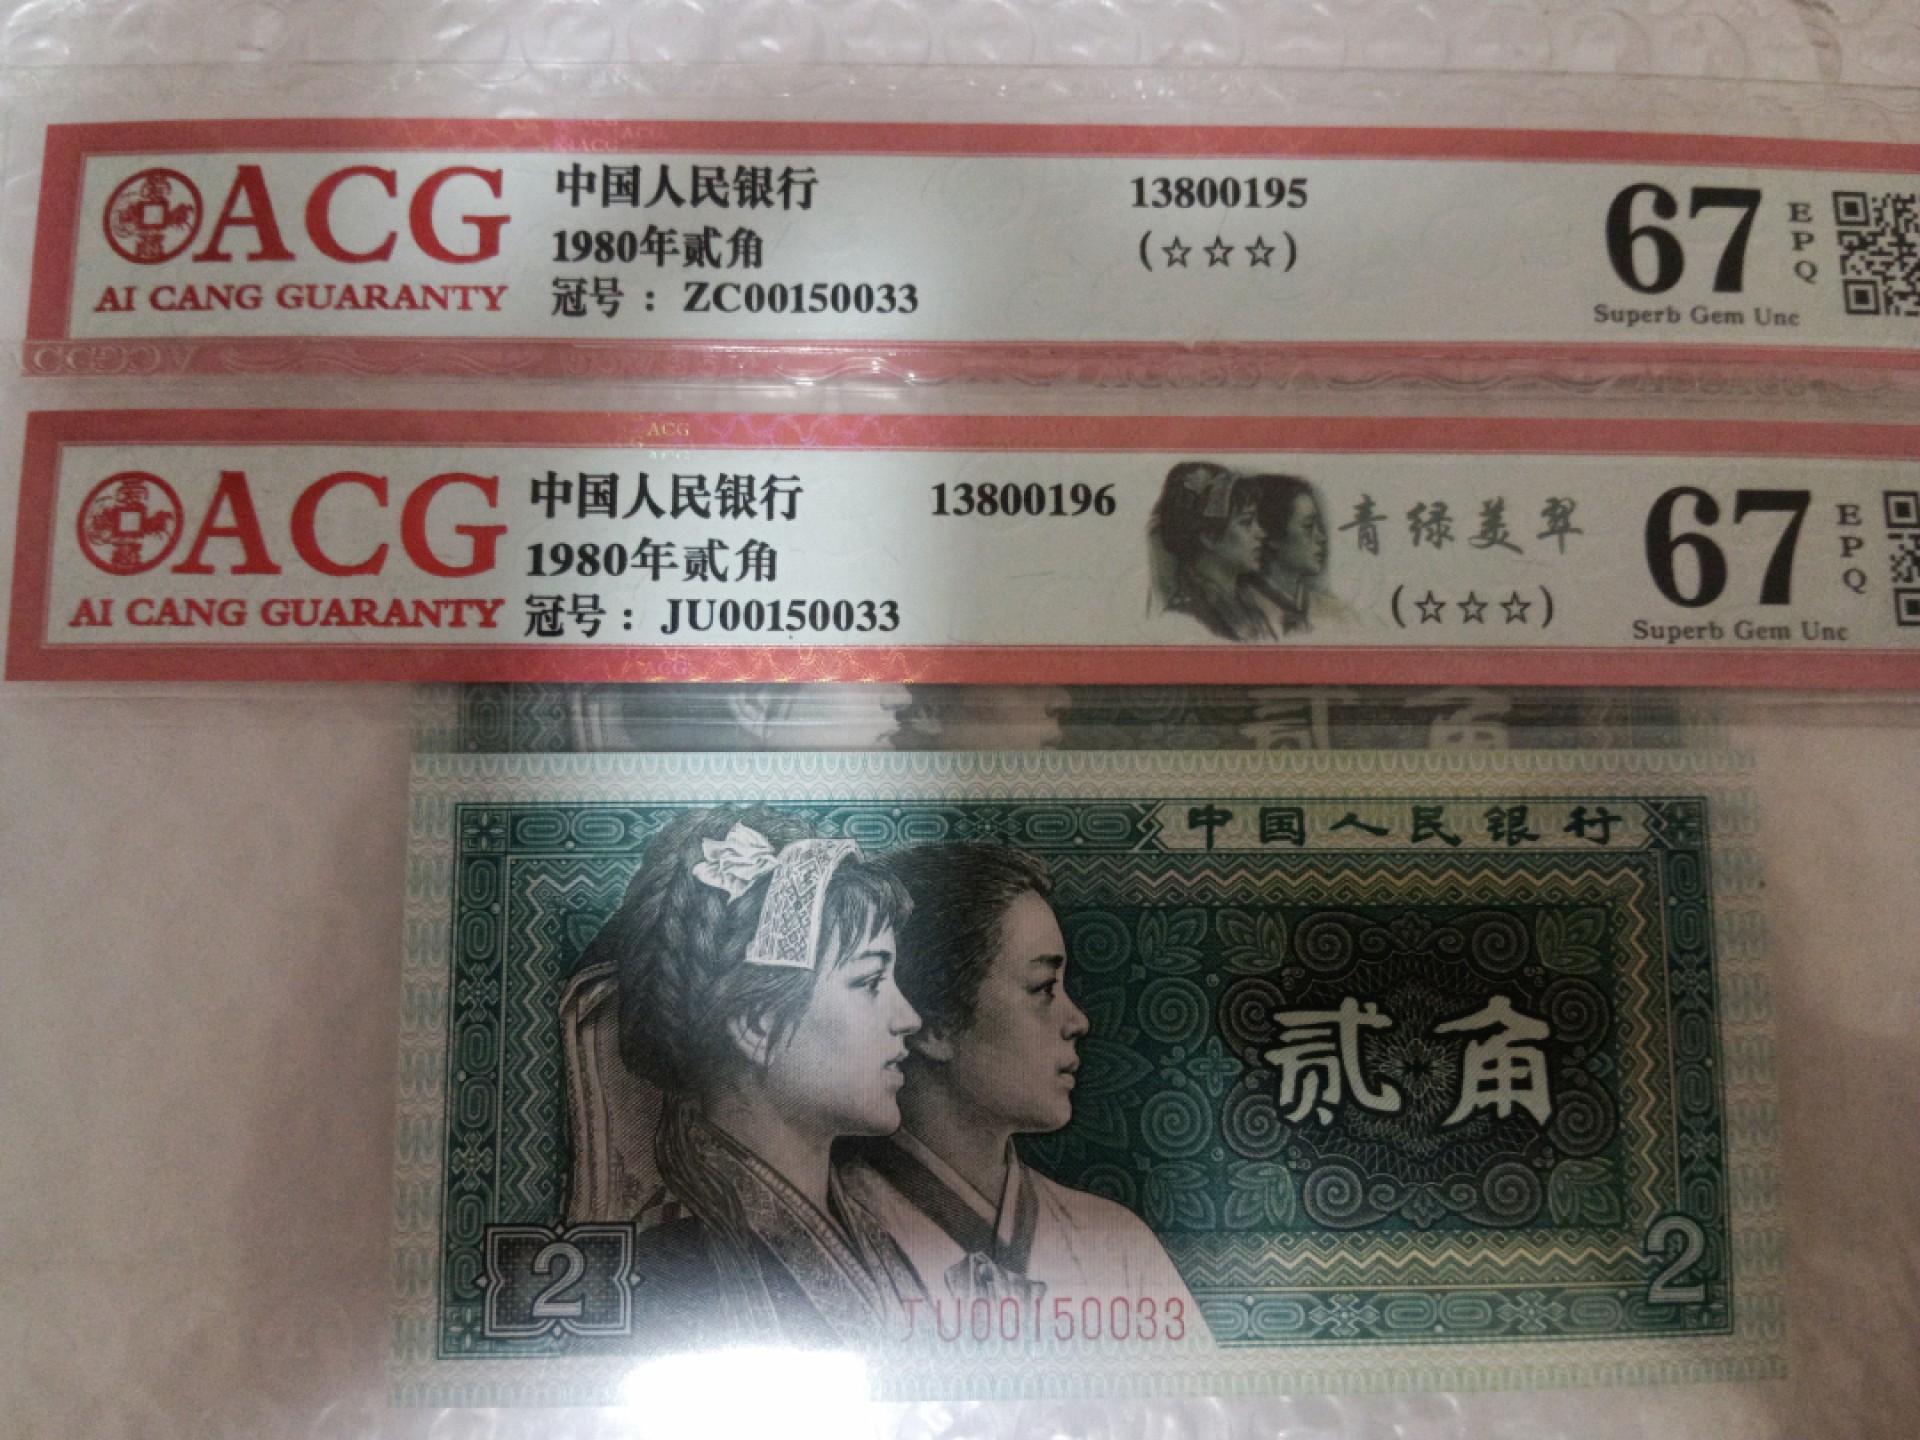 ACG
AI CANG GUARANTY
中国人民银行
1980年贰角
冠号：ZC00150033
13800195
(☆☆☆)
67
EPQ
Superb Gem Unc
ACG
ACG
AI CANG GUARANTY
中国人民银行
1980年贰角
冠号：JU00150033
13800196
青绿美翠
(☆☆☆)
67
EPQ
Superb Gem Unc
贰角
中国人民银行
贰角
2
2
JU00150033